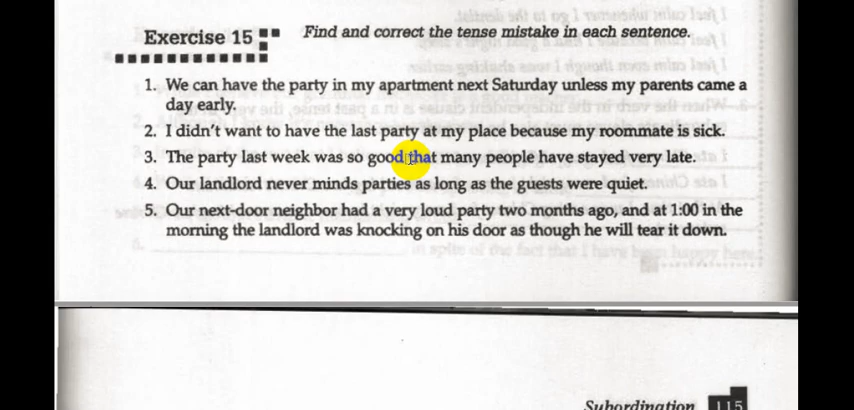 Exercise 15
Find and correct the tense mistake in each sentence.
1. We can have the party in my apartment next Saturday unless my parents came a
day early.
2. I didn't want to have the last party at my place because my roommate is sick.
3. The party last week was so good that many people have stayed very late.
4. Our landlord never minds parties as long as the guests were quiet.
5. Our next-door neighbor had a very loud party two months ago, and at 1:00 in the
morning the landlord was knocking on his door as though he will tear it down.
Subordination 115